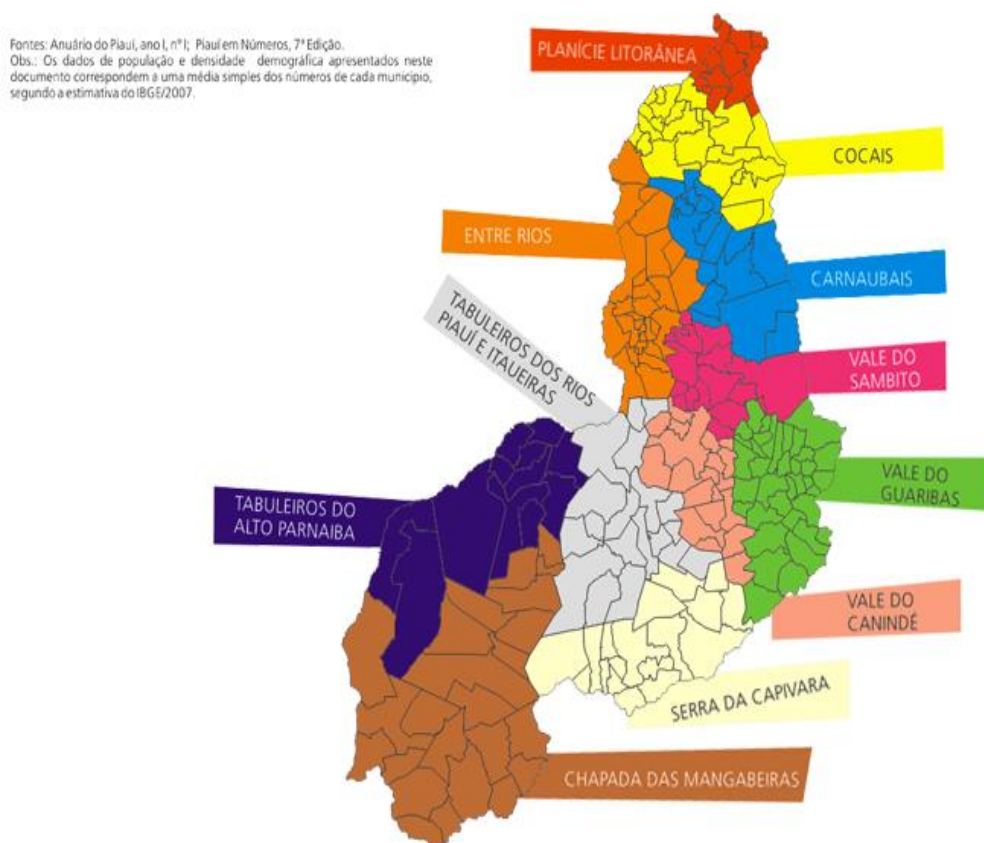 Fontes: Anuário do Piauí, ano I, nº I; Piauí em Números, 7ª Edição.
Obs.: Os dados de população e densidade demográfica apresentados neste
documento correspondem a uma média simples dos números de cada município,
segundo a estimativa do IBGE/2007.
PLANÍCIE LITORÂNEA
COCAIS
ENTRE RIOS
CARNAUBAIS
TABULEIROS DOS RIOS
PIAUÍ E ITAUEIRAS
VALE DO
SAMBITO
VALE DO
GUARIBAS
TABULEIROS DO
ALTO PARNAIBA
VALE DO
CANINDÉ
SERRA DA CAPIVARA
CHAPADA DAS MANGABEIRAS